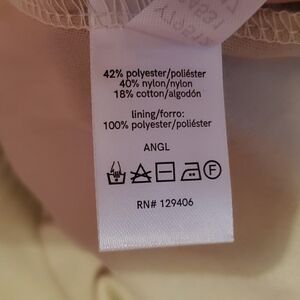 42% polyester/poliéster
40% nylon/nylon
18% cotton/algodón
lining/forro:
100% polyester/poliéster
ANGL
F
RN# 129406